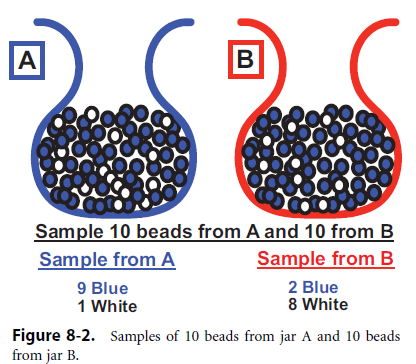 A
B
Sample 10 beads from A and 10 from B
Sample from A
Sample from B
9 Blue
2 Blue
1 White
8 White
Figure 8-2. Samples of 10 beads from jar A and 10 beads
from jar B.